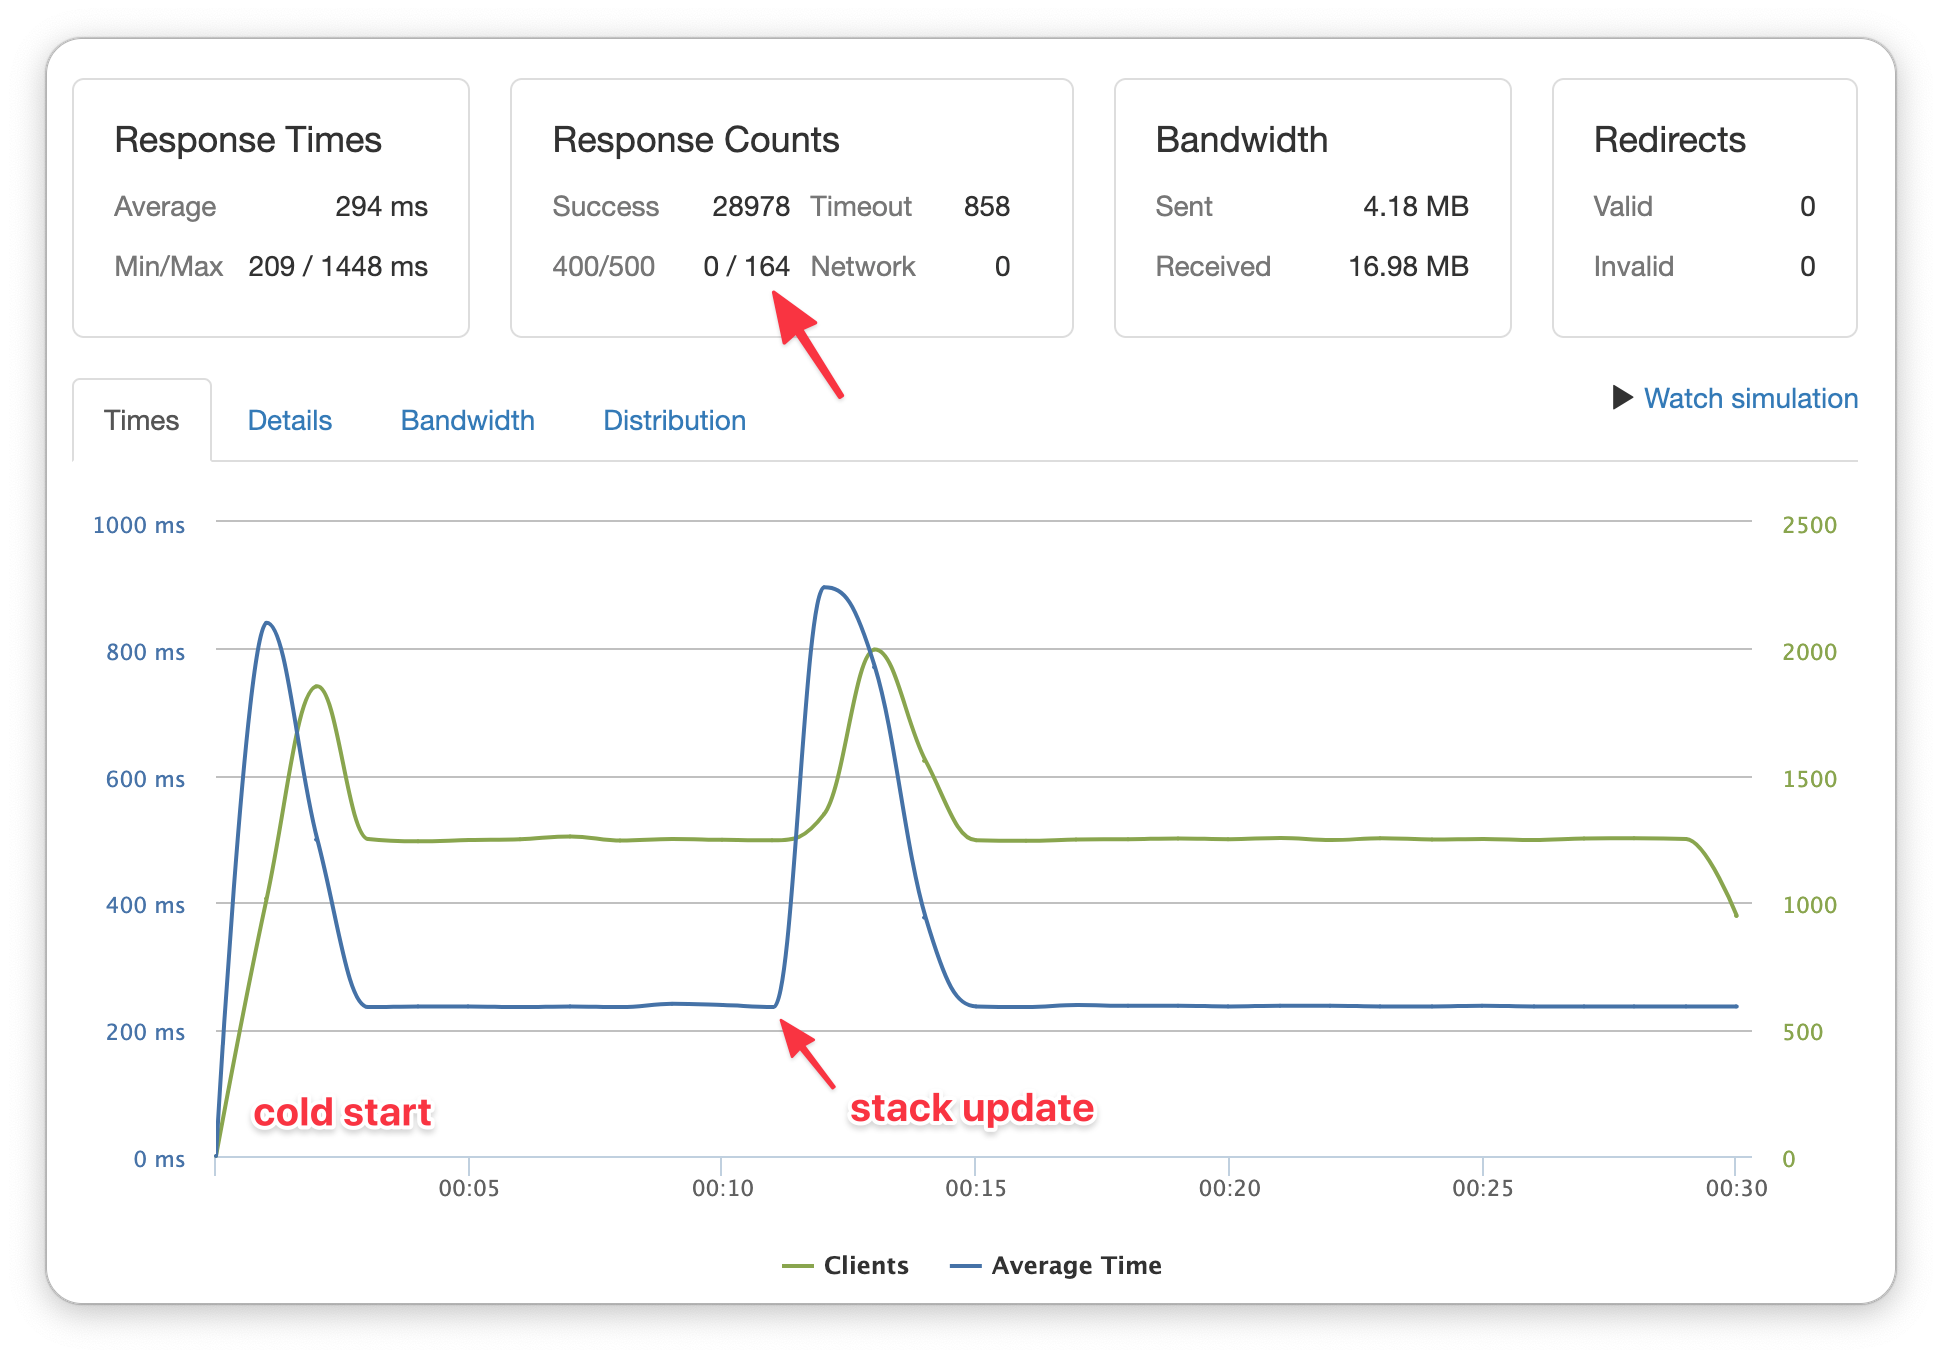 Response Times
Average 294 ms
Min/Max 209 / 1448 ms
Response Counts
Success 28978 Timeout 858
400/500 0 / 164 Network 0
Bandwidth
Sent 4.18 MB
Received 16.98 MB
Redirects
Valid 0
Invalid 0
Times Details Bandwidth Distribution
▶ Watch simulation
1000 ms 2500
800 ms 2000
600 ms 1500
400 ms 1000
200 ms 500
cold start stack update
0 ms 0
00:05 00:10 00:15 00:20 00:25 00:30
Clients Average Time